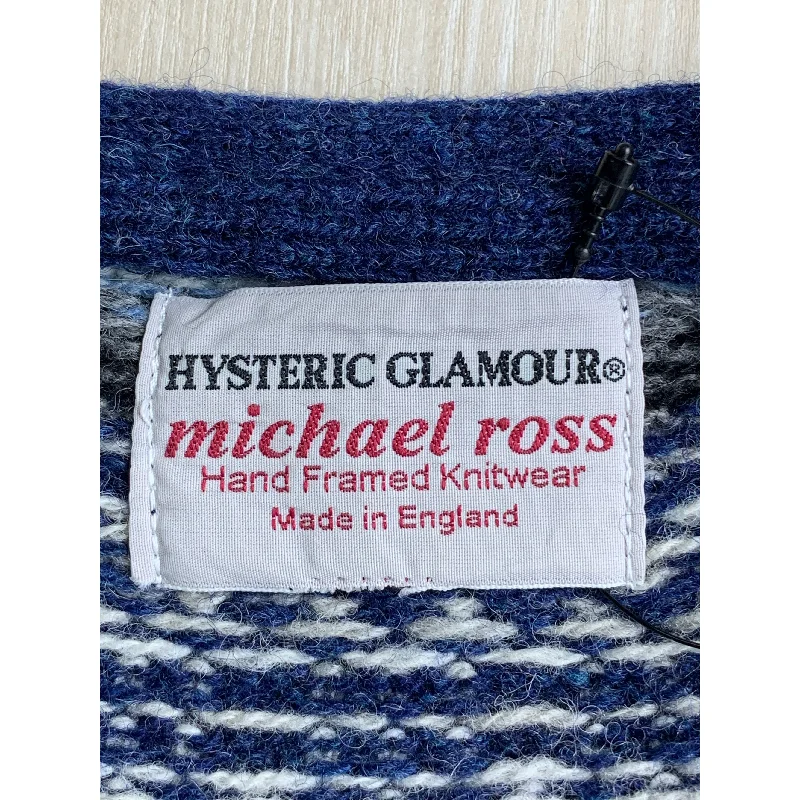 HYSTERIC GLAMOUR®
michael ross
Hand Framed Knitwear
Made in England